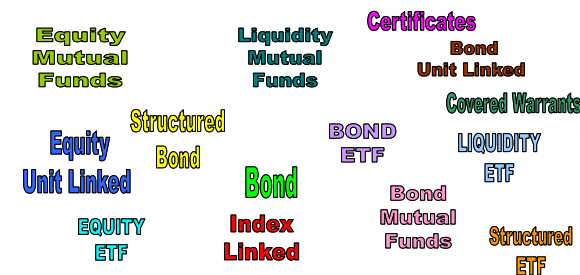 Equity
Mutual
Funds
Liquidity
Mutual
Funds
Certificates
Bond
Unit Linked
Covered Warrants
Structured
Bond
BOND
ETF
LIQUIDITY
ETF
Equity
Unit Linked
Bond
Bond
Mutual
Funds
EQUITY
ETF
Index
Linked
Structured
ETF